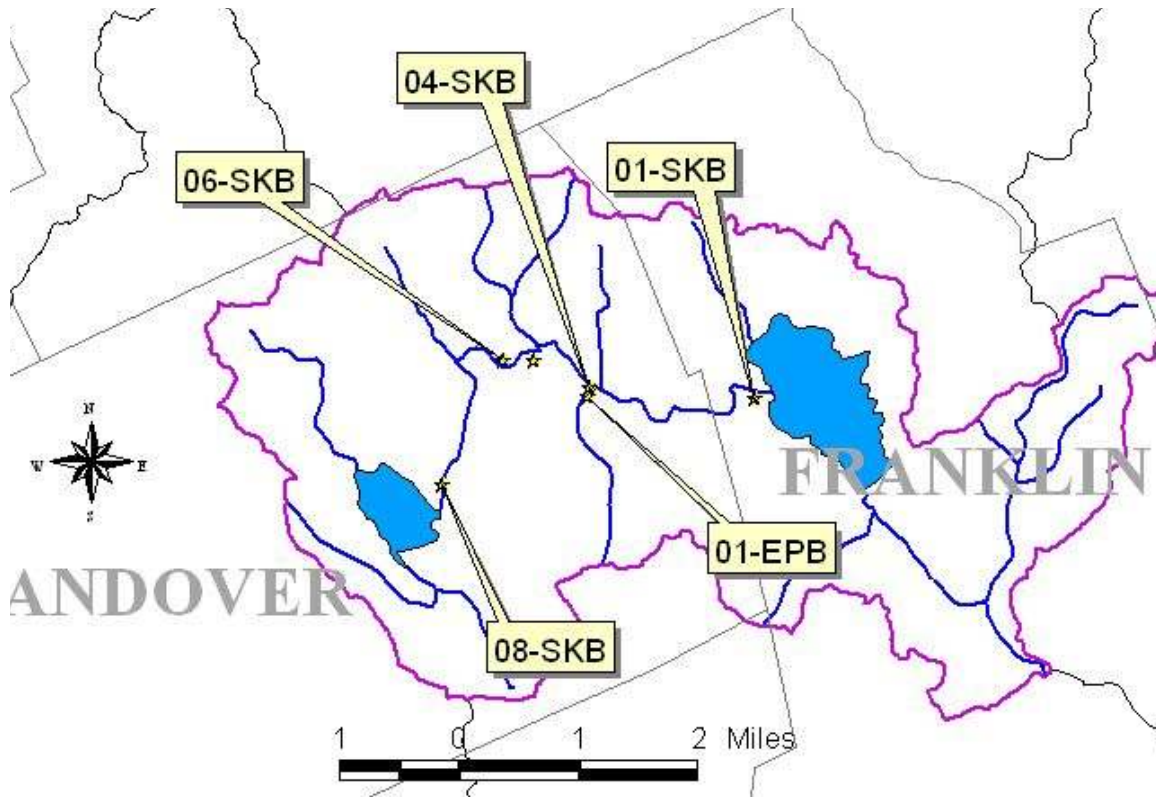 04-SKB
06-SKB
01-SKB
N
W E
S
FRANKLIN
01-EPB
ANDOVER
08-SKB
1 0 1 2 Miles